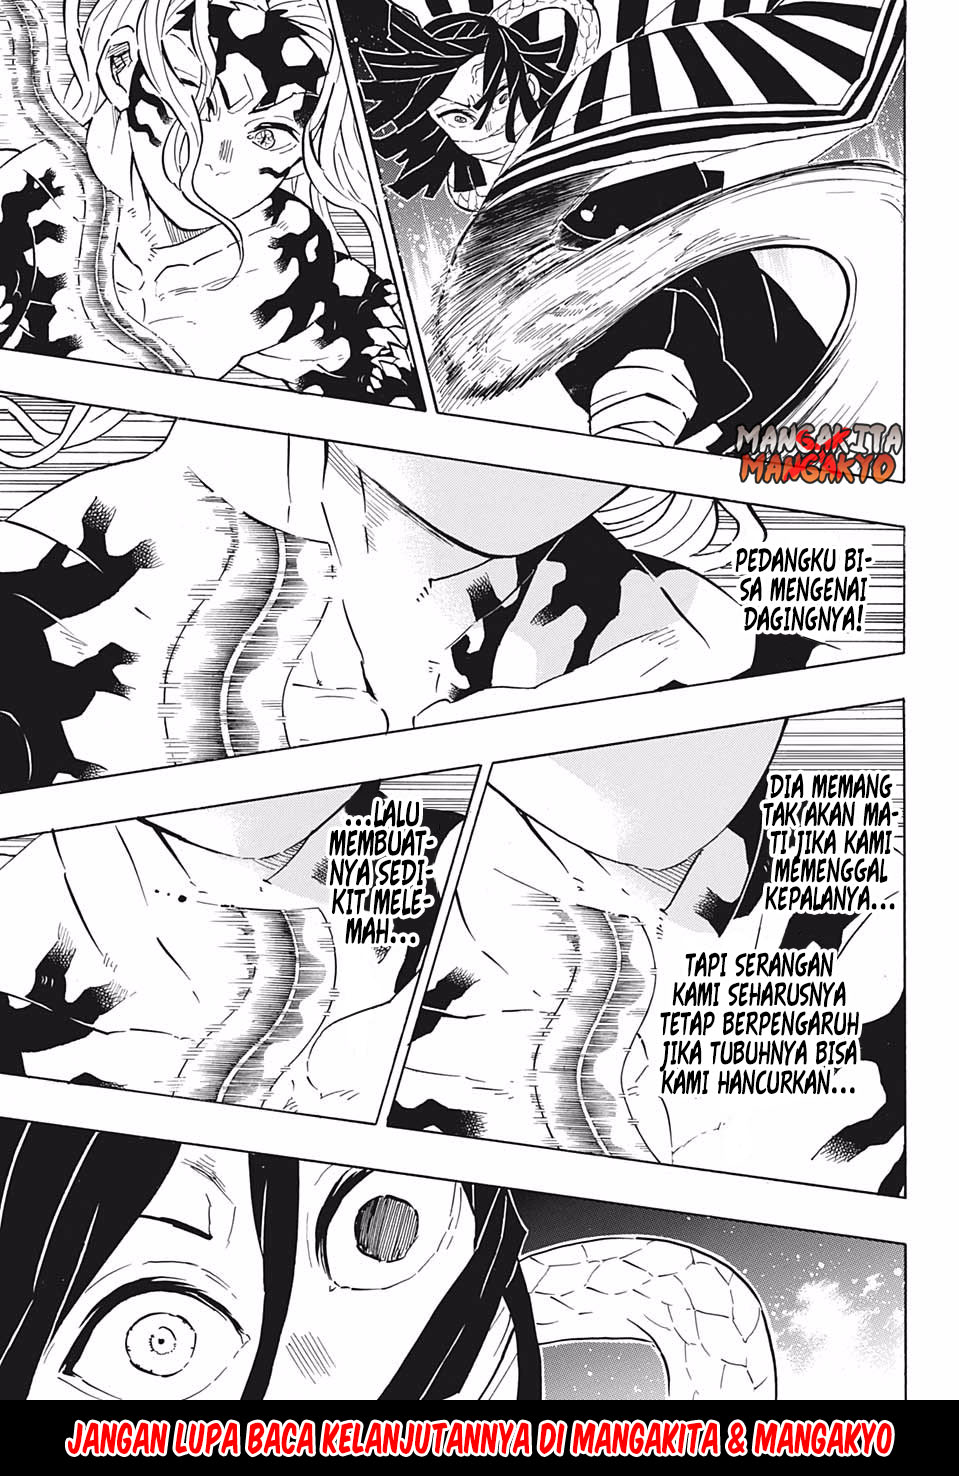 MANGAKITA
MANGAKYO
PEDANGKU BI-
SA MENGENAI
DAGINGNYA!
DIA MEMANG
TAK AKAN MA-
TI JIKA KAMI
MEMENGGAL
KEPALANYA...
TAPI SERANGAN
KAMI SEHARUSNYA
TETAP BERPENGARUH
JIKA TUBUHNYA BISA
KAMI HANCURKAN...
...LALU
MEMBUAT-
NYA SEDI-
KIT MELE-
MAH...
JANGAN LUPA BACA KELANJUTANNYA DI MANGAKITA & MANGAKYO